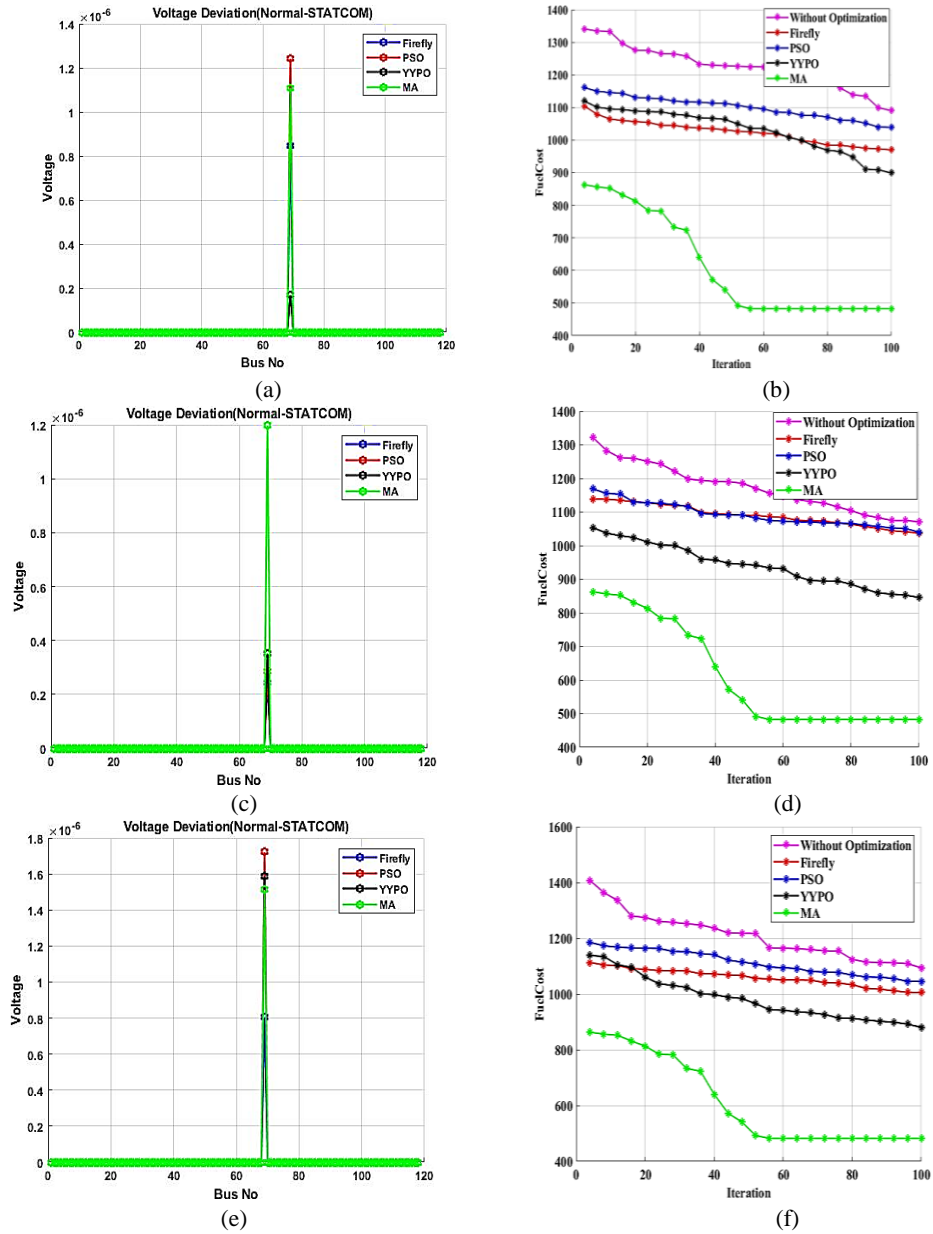 Voltage Deviation(Normal-STATCOM)
×10-6
1.4
1.2
1
0.8
0.6
0.4
0.2
0
Voltage
0 20 40 60 80 100 120
Bus No
Firefly
PSO
YYPO
MA
(a)
1400
1300
1200
1100
1000
900
800
700
600
500
400
FuelCost
0 20 40 60 80 100
Iteration
Without Optimization
Firefly
PSO
YYPO
MA
(b)
Voltage Deviation(Normal-STATCOM)
×10-6
1.2
1
0.8
0.6
0.4
0.2
0
Voltage
0 20 40 60 80 100 120
Bus No
Firefly
PSO
YYPO
MA
(c)
1400
1300
1200
1100
1000
900
800
700
600
500
400
FuelCost
0 20 40 60 80 100
Iteration
Without Optimization
Firefly
PSO
YYPO
MA
(d)
Voltage Deviation(Normal-STATCOM)
×10-6
1.8
1.6
1.4
1.2
1
0.8
0.6
0.4
0.2
0
Voltage
0 20 40 60 80 100 120
Bus No
Firefly
PSO
YYPO
MA
(e)
1600
1400
1200
1000
800
600
400
FuelCost
0 20 40 60 80 100
Iteration
Without Optimization
Firefly
PSO
YYPO
MA
(f)